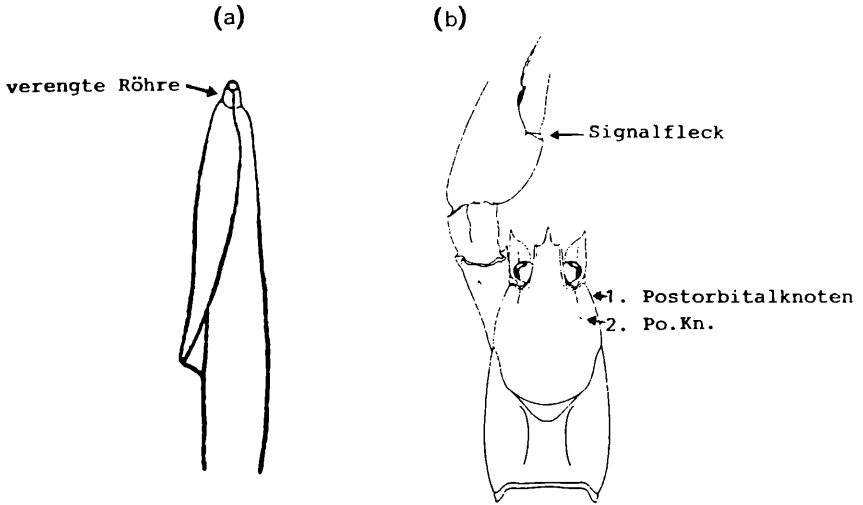 (a)
(b)
verengte Röhre
Signalfleck
1. Postorbitalknoten
2. Po.Kn.